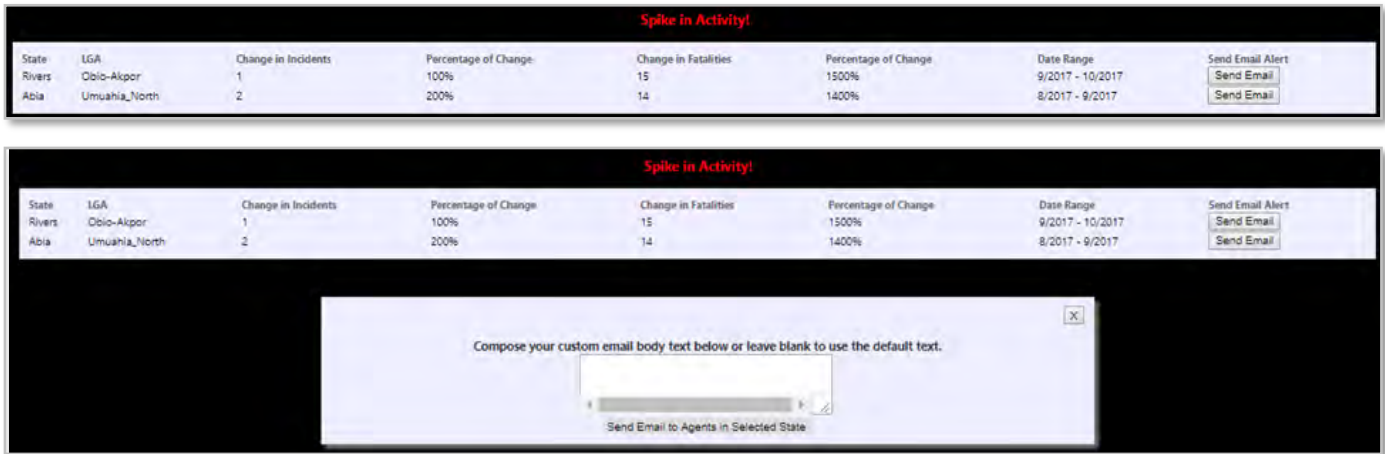 Spike in Activity!
State LGA Change in Incidents Percentage of Change Change in Fatalities Percentage of Change Date Range Send Email Alert
Rivers Obio-Akpor 1 100% 15 1500% 9/2017 - 10/2017 Send Email
Abia Umuahia_North 2 200% 14 1400% 8/2017 - 9/2017 Send Email
Spike in Activity!
State LGA Change in Incidents Percentage of Change Change in Fatalities Percentage of Change Date Range Send Email Alert
Rivers Obio-Akpor 1 100% 15 1500% 9/2017 - 10/2017 Send Email
Abia Umuahia_North 2 200% 14 1400% 8/2017 - 9/2017 Send Email
X
Compose your custom email body text below or leave blank to use the default text.
Send Email to Agents in Selected State